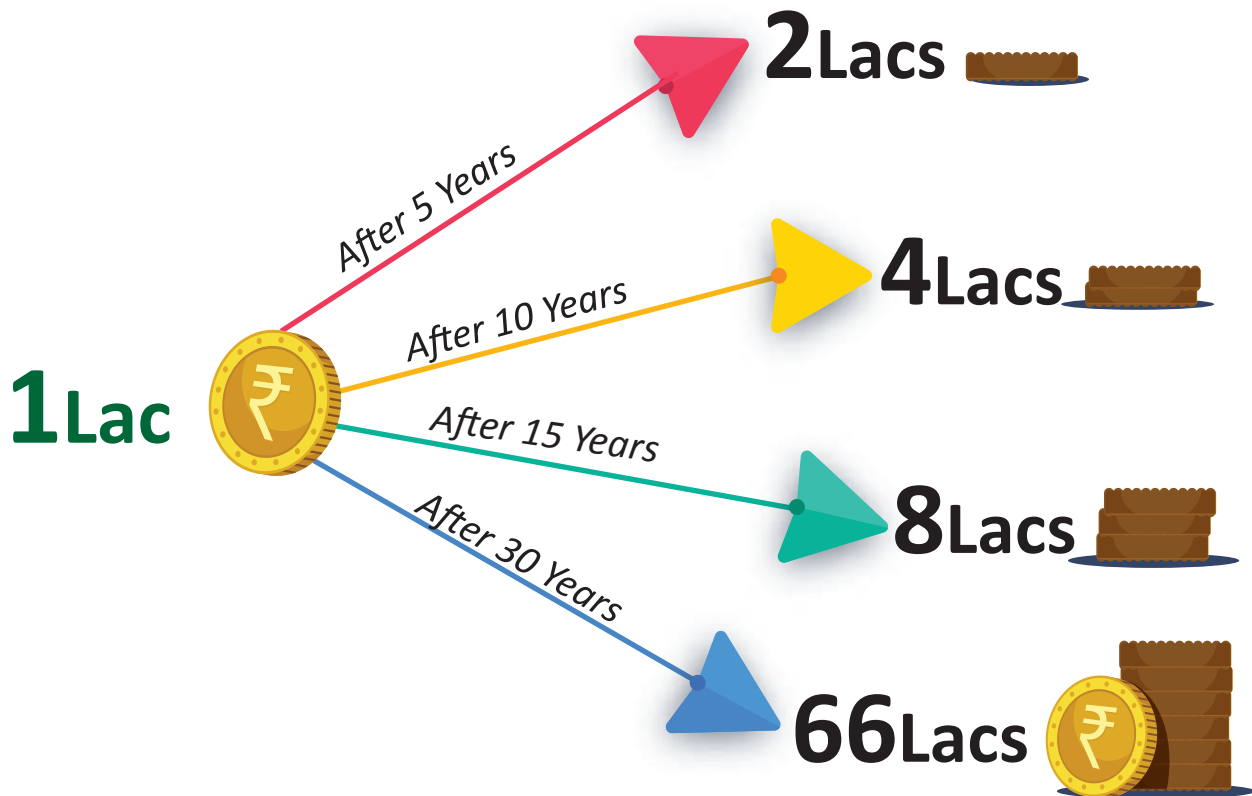 After 5 Years
2Lacs
After 10 Years
4Lacs
1Lac
₹
After 15 Years
8Lacs
After 30 Years
66Lacs
₹